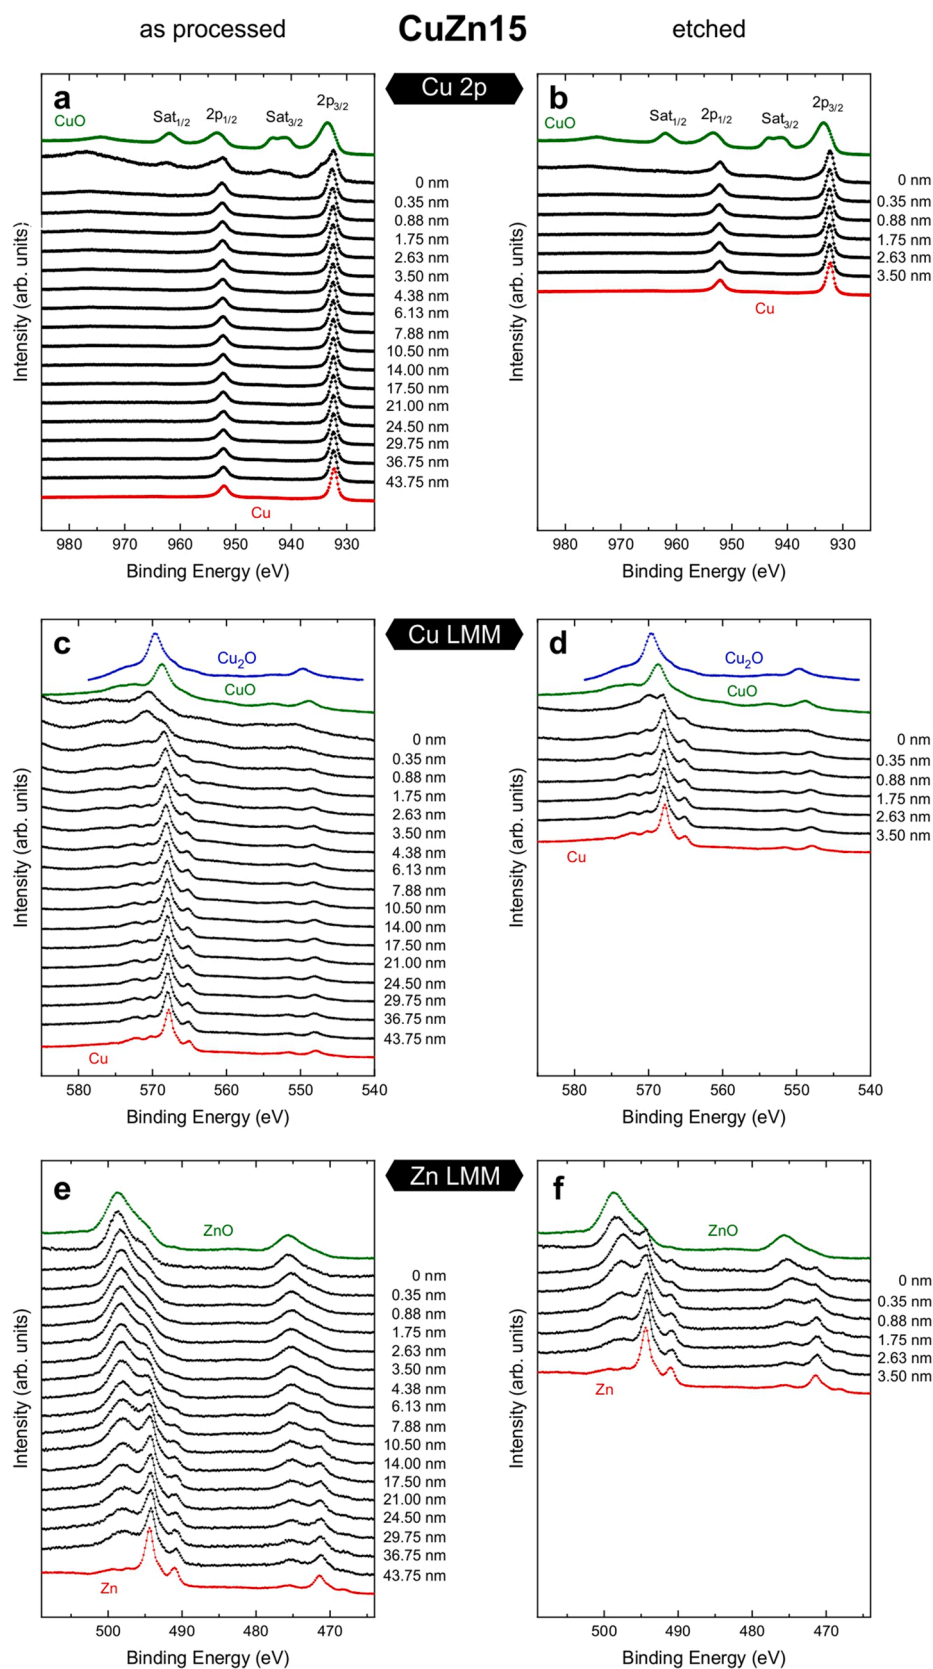 as processed CuZn15 etched
Cu 2p
a
CuO
Sat1/2
2p1/2
Sat3/2
2p3/2
0 nm
0.35 nm
0.88 nm
1.75 nm
2.63 nm
3.50 nm
4.38 nm
6.13 nm
7.88 nm
10.50 nm
14.00 nm
17.50 nm
21.00 nm
24.50 nm
29.75 nm
36.75 nm
43.75 nm
Cu
Intensity (arb. units)
980 970 960 950 940 930
Binding Energy (eV)
b
CuO
Sat1/2
2p1/2
Sat3/2
2p3/2
0 nm
0.35 nm
0.88 nm
1.75 nm
2.63 nm
3.50 nm
Cu
Intensity (arb. units)
980 970 960 950 940 930
Binding Energy (eV)
Cu LMM
c
Cu2O
CuO
0 nm
0.35 nm
0.88 nm
1.75 nm
2.63 nm
3.50 nm
4.38 nm
6.13 nm
7.88 nm
10.50 nm
14.00 nm
17.50 nm
21.00 nm
24.50 nm
29.75 nm
36.75 nm
43.75 nm
Cu
Intensity (arb. units)
580 570 560 550 540
Binding Energy (eV)
d
Cu2O
CuO
0 nm
0.35 nm
0.88 nm
1.75 nm
2.63 nm
3.50 nm
Cu
Intensity (arb. units)
580 570 560 550 540
Binding Energy (eV)
Zn LMM
e
ZnO
0 nm
0.35 nm
0.88 nm
1.75 nm
2.63 nm
3.50 nm
4.38 nm
6.13 nm
7.88 nm
10.50 nm
14.00 nm
17.50 nm
21.00 nm
24.50 nm
29.75 nm
36.75 nm
43.75 nm
Zn
Intensity (arb. units)
500 490 480 470
Binding Energy (eV)
f
ZnO
0 nm
0.35 nm
0.88 nm
1.75 nm
2.63 nm
3.50 nm
Zn
Intensity (arb. units)
500 490 480 470
Binding Energy (eV)